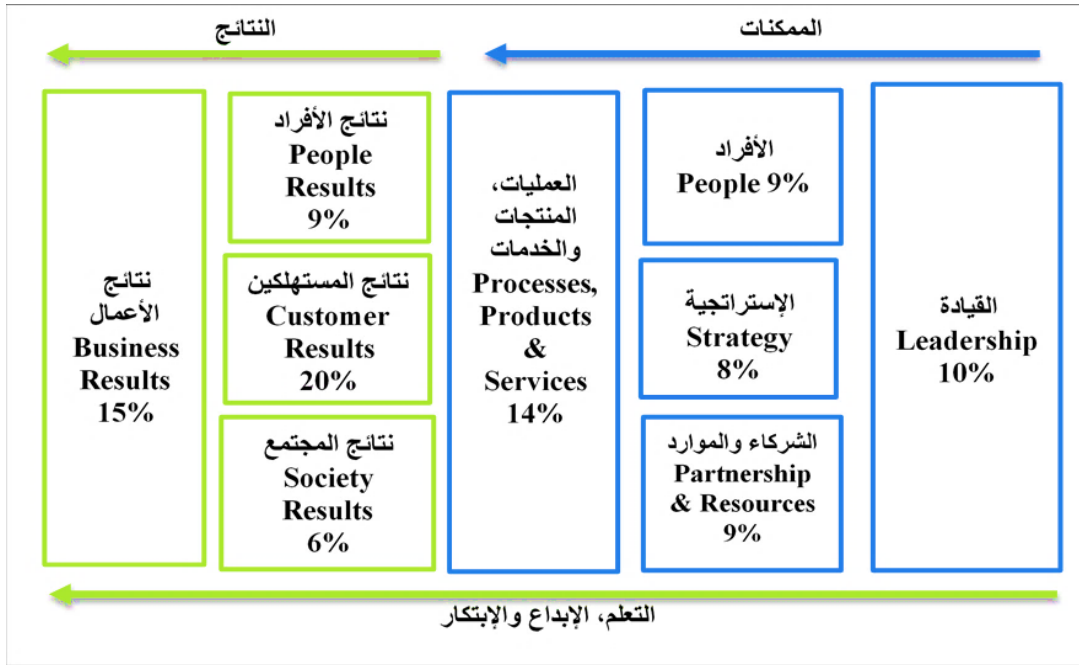 الممكنات
النتائج
القيادة
Leadership
10%
الأفراد
People 9%
الإستراتجية
Strategy
8%
الشركاء والموارد
Partnership
& Resources
9%
العمليات،
المنتجات
والخدمات
Processes,
Products
&
Services
14%
نتائج الأفراد
People
Results
9%
نتائج المستهلكين
Customer
Results
20%
نتائج المجتمع
Society
Results
6%
نتائج
الأعمال
Business
Results
15%
التعلم، الإبداع والإبتكار